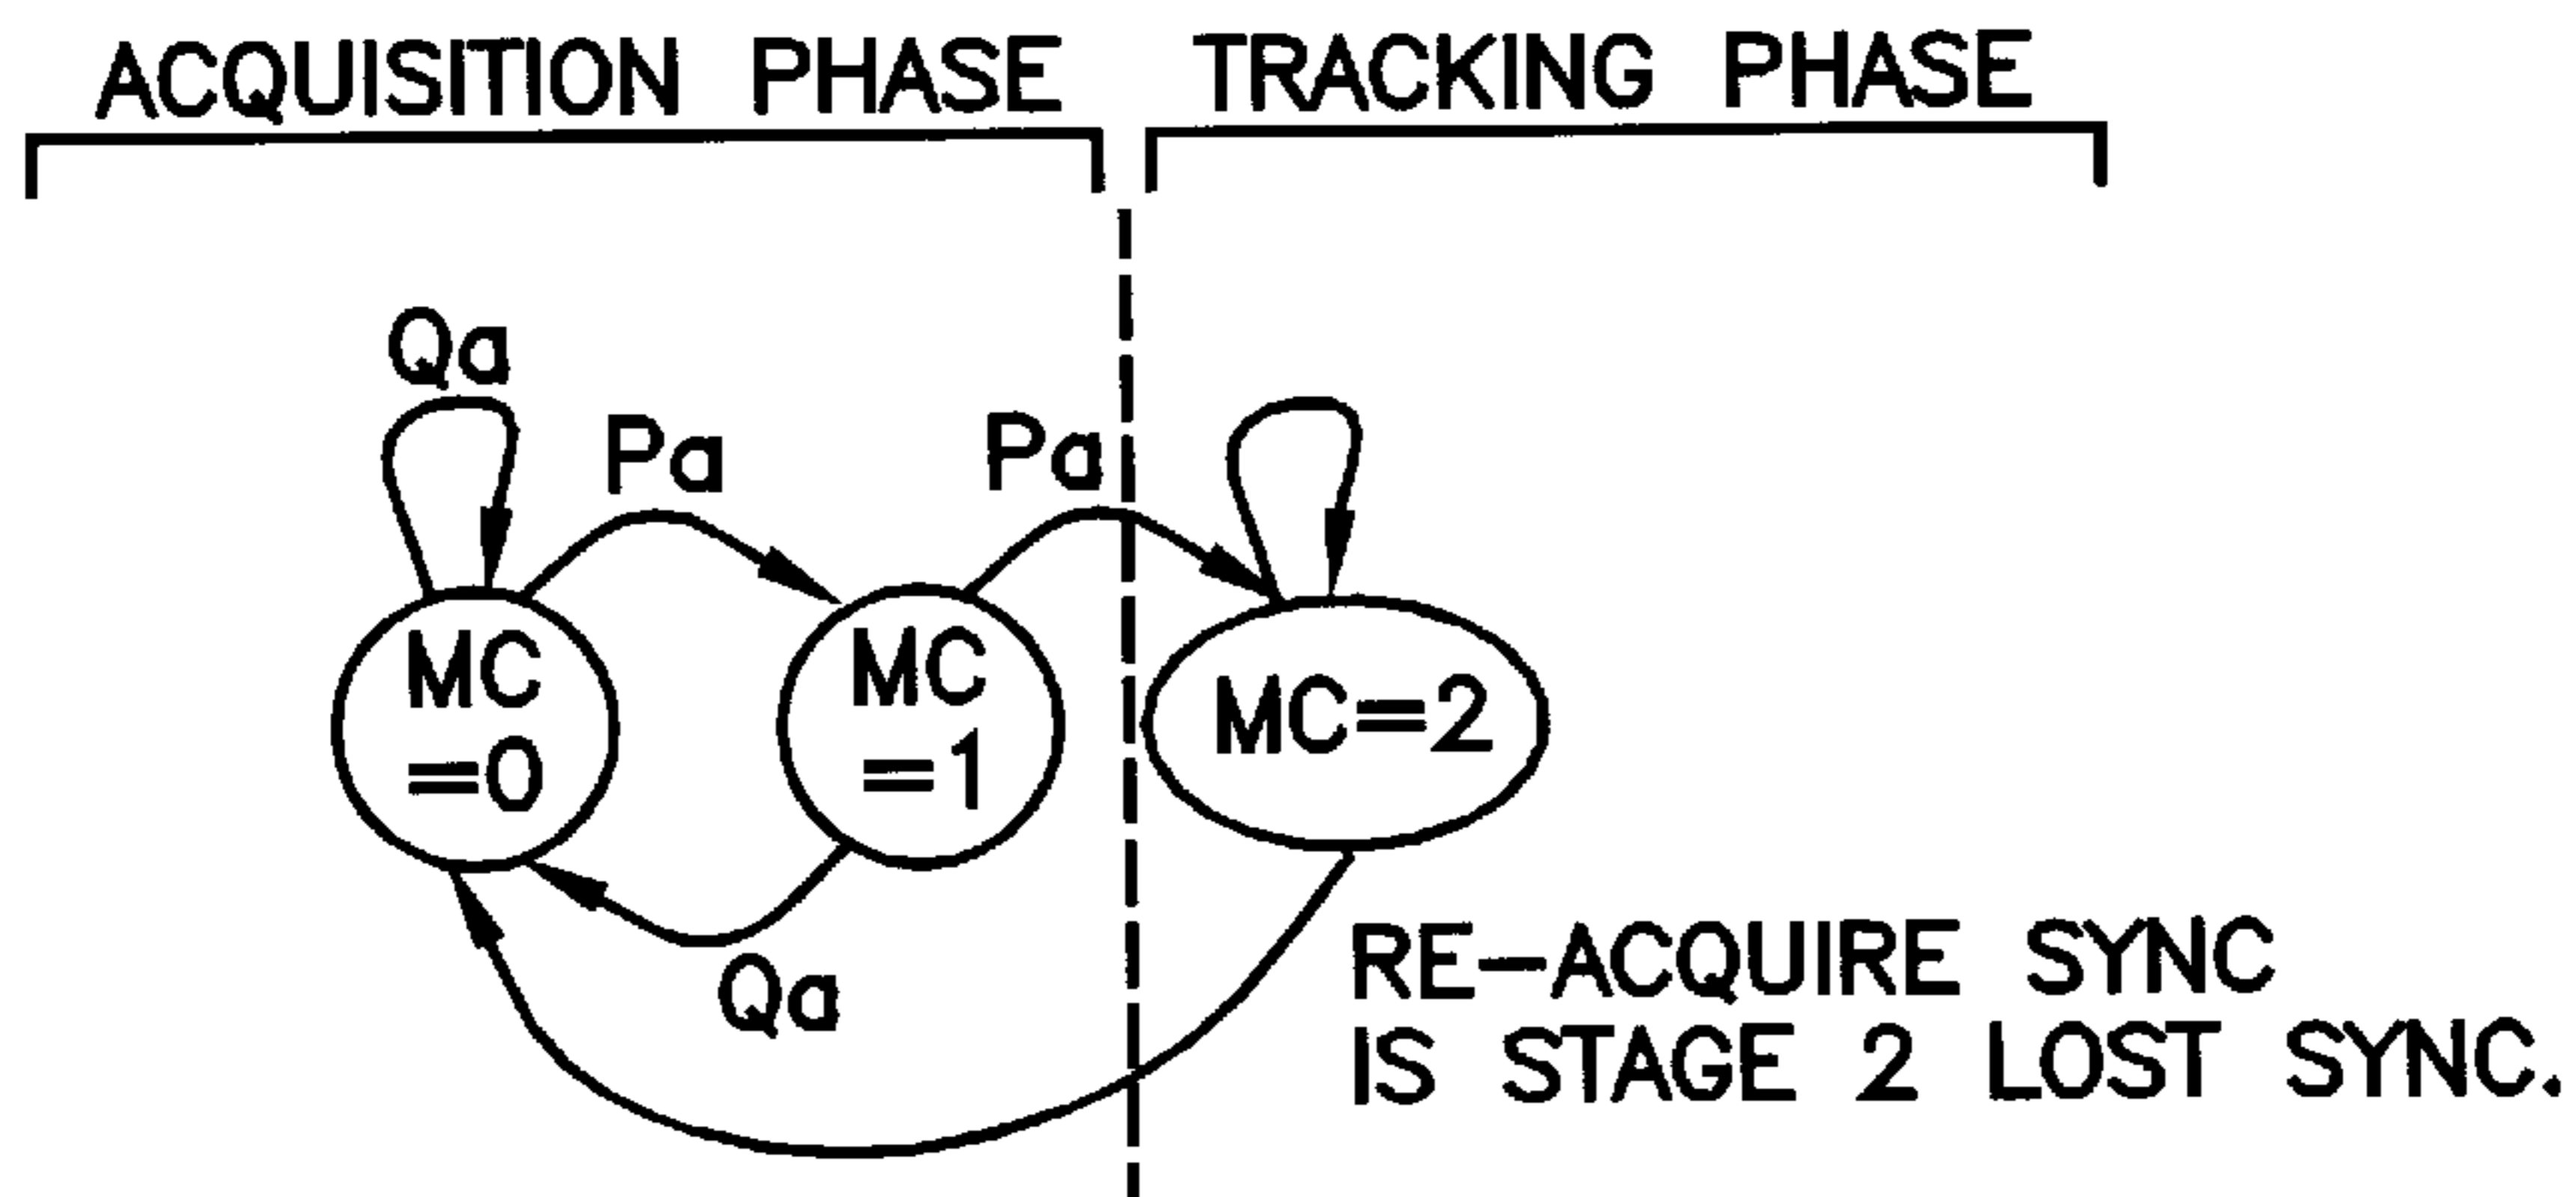 ACQUISITION PHASE
TRACKING PHASE
Qa
Pa
Pa
MC
=0
MC
=1
MC=2
Qa
RE-ACQUIRE SYNC
IS STAGE 2 LOST SYNC.